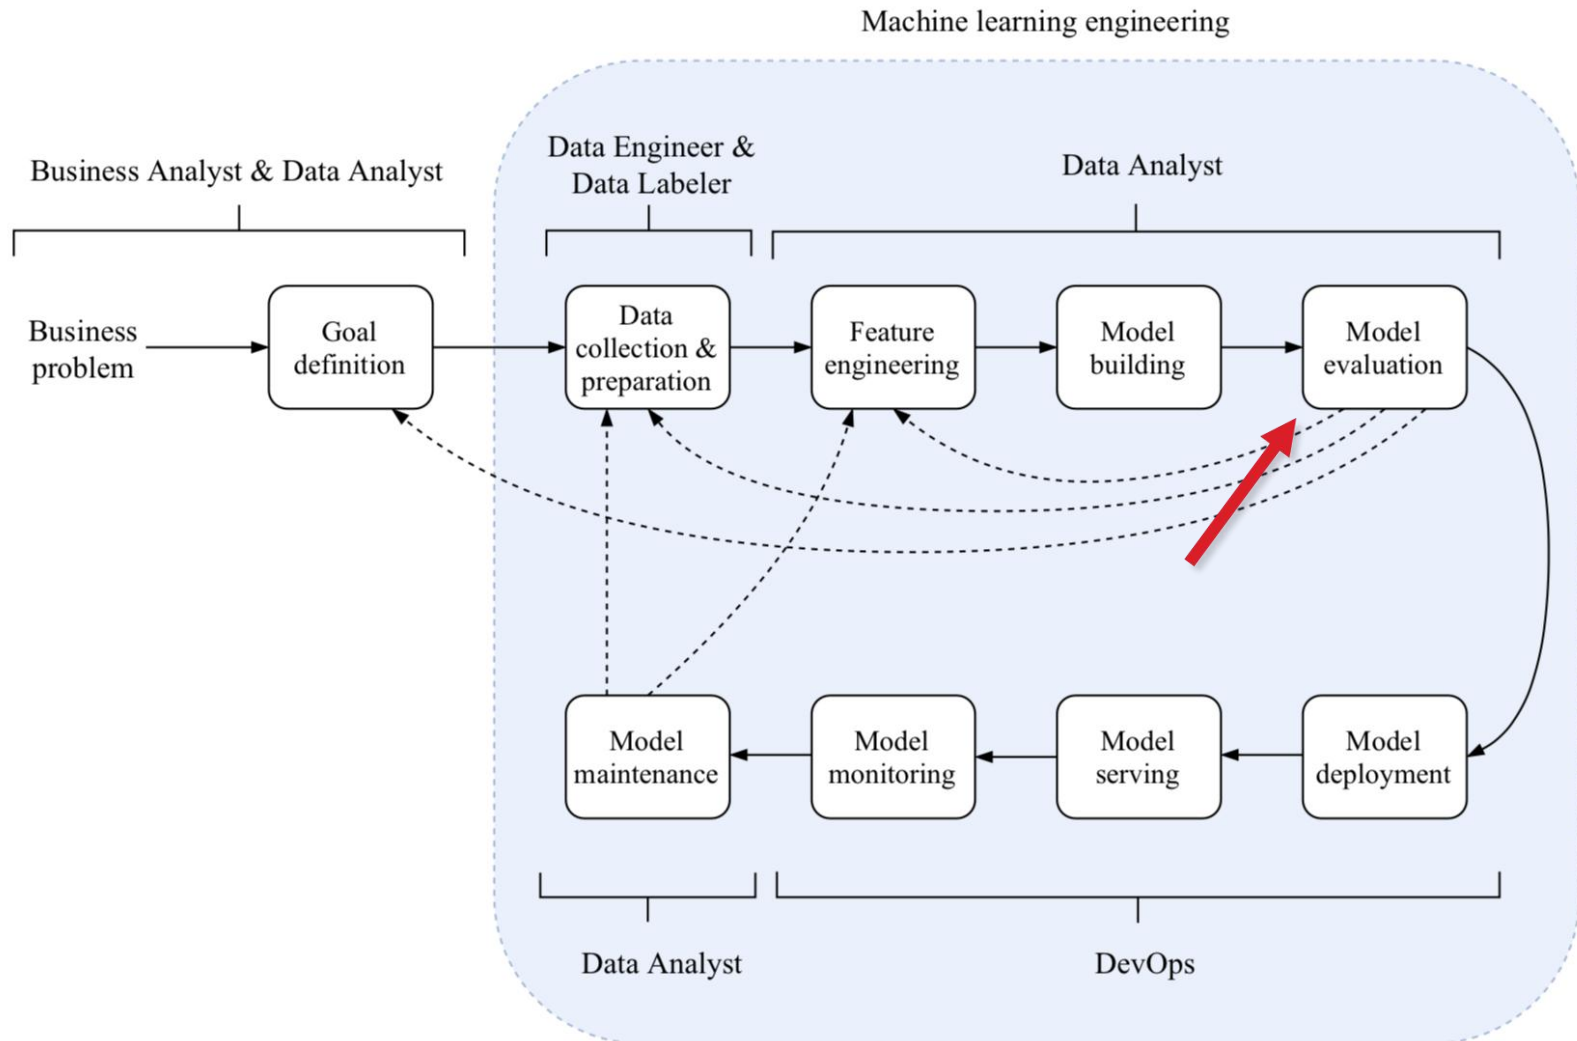 Machine learning engineering
Business Analyst & Data Analyst
Data Engineer &
Data Labeler
Data Analyst
Business
problem
Goal
definition
Data
collection &
preparation
Feature
engineering
Model
building
Model
evaluation
Model
maintenance
Model
monitoring
Model
serving
Model
deployment
Data Analyst
DevOps